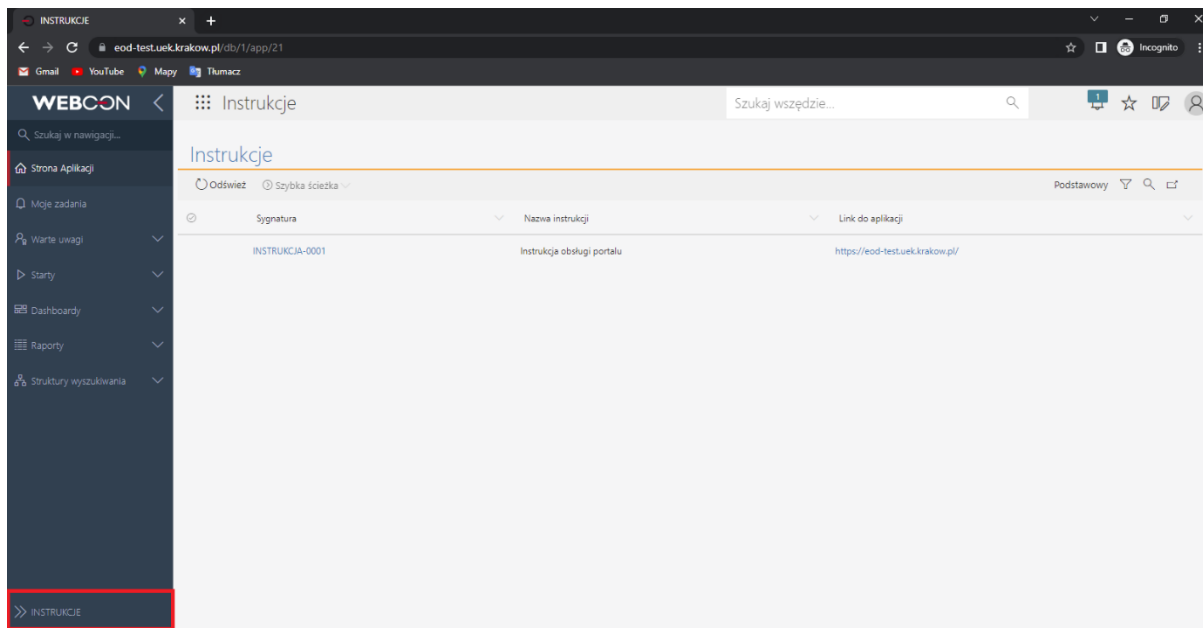 INSTRUKCJE
eod-test.uek.krakow.pl/db/1/app/21
Incognito
Gmail YouTube Mapy Tłumacz
WEBCON
Instrukcje
Szukaj wszędzie...
1
Szukaj w nawigacji...
Strona Aplikacji
Moje zadania
Warte uwagi
Starty
Dashboardy
Raporty
Struktury wyszukiwania
INSTRUKCJE
Instrukcje
Odśwież Szybka ścieżka
Podstawowy
Sygnatura Nazwa instrukcji Link do aplikacji
INSTRUKCJA-0001 Instrukcja obsługi portalu https://eod-test.uek.krakow.pl/